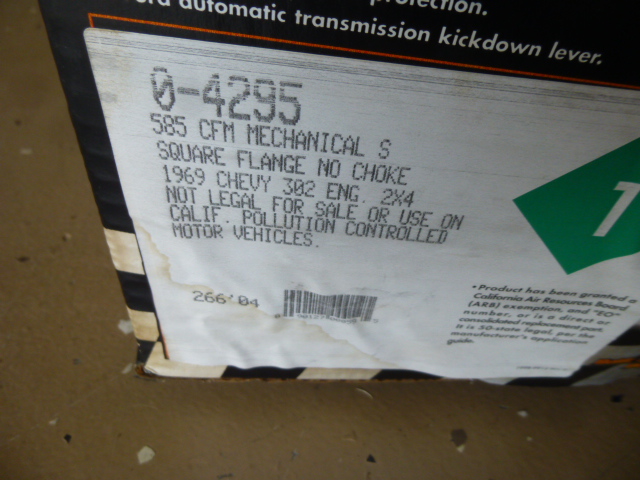 protection.
automatic transmission kickdown lever.
0-4295
585 CFM MECHANICAL S
SQUARE FLANGE NO CHOKE
1969 CHEVY 302 ENG. 2X4
NOT LEGAL FOR SALE OR USE ON
CALIF. POLLUTION CONTROLLED
MOTOR VEHICLES.
266'04
1
•Product has been granted a
California Air Resources Board
(ARB) exemption, and "EO"
number, or is a direct or
consolidated replacement part.
It is 50-state legal, per the
manufacturer's application
guide.